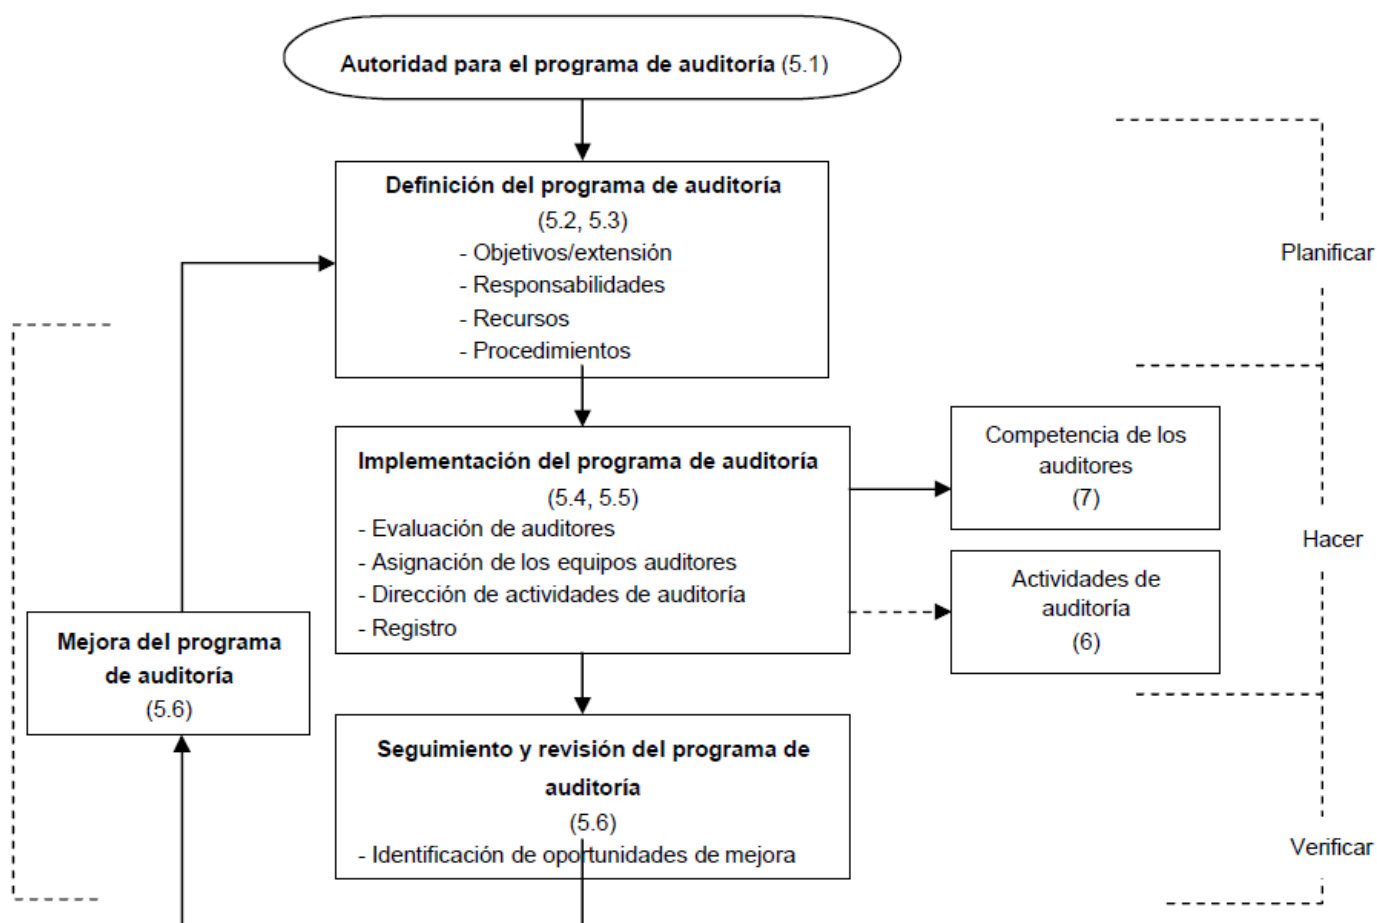 Autoridad para el programa de auditoría (5.1)
Definición del programa de auditoría
(5.2, 5.3)
- Objetivos/extensión
- Responsabilidades
- Recursos
- Procedimientos
Planificar
Implementación del programa de auditoría
(5.4, 5.5)
- Evaluación de auditores
- Asignación de los equipos auditores
- Dirección de actividades de auditoría
- Registro
Competencia de los
auditores
(7)
Hacer
Actividades de
auditoría
(6)
Mejora del programa
de auditoría
(5.6)
Seguimiento y revisión del programa de
auditoría
(5.6)
- Identificación de oportunidades de mejora
Verificar